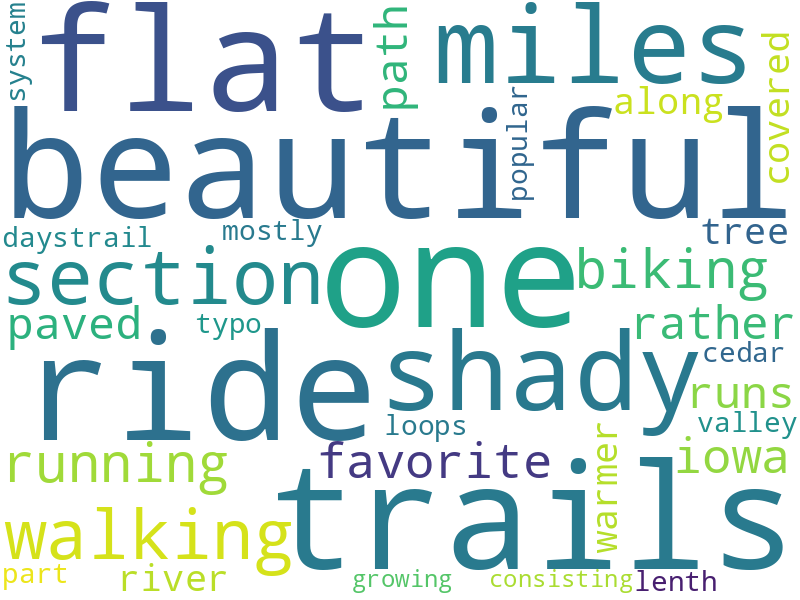 system
flat
path
miles
along
covered
popular
beautiful
daystrail
mostly
tree
section
one
biking
paved
typo
rather
ride
shady
cedar
runs
loops
valley
running
favorite
warmer
iowa
walking
trails
part
river
growing
consisting
lenth